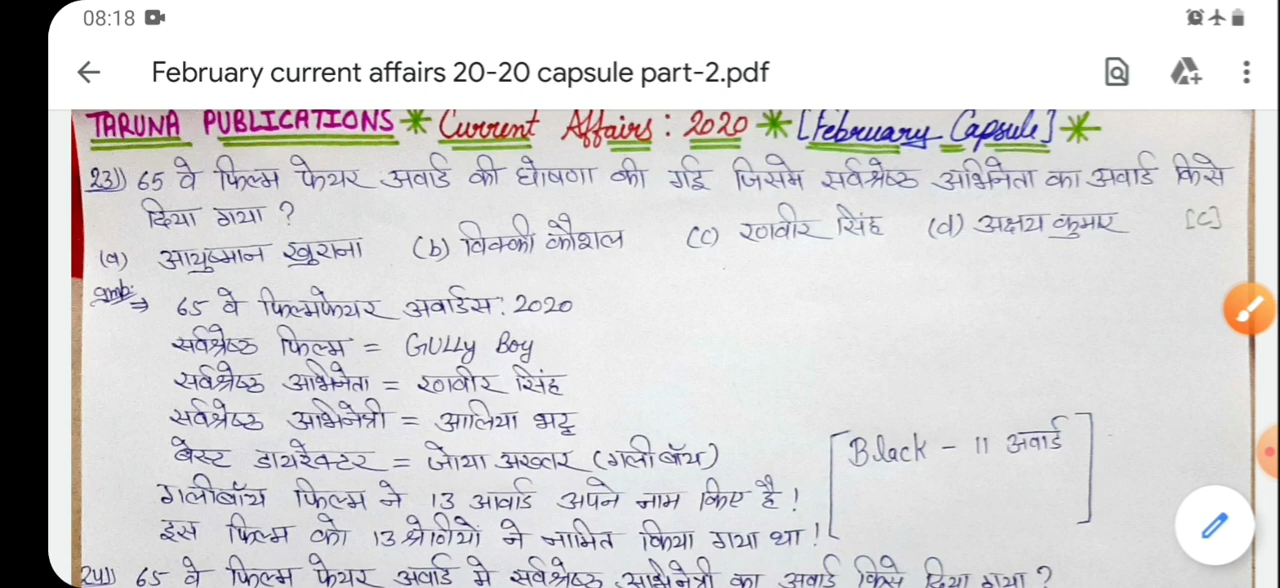 08:18
February current affairs 20-20 capsule part-2.pdf
TARUNA PUBLICATIONS * Current Affairs: 2020 * [February Capsule] *
23)) 65 वे फिल्म फेयर अवार्ड की घोषणा की गई जिसमे सर्वश्रेष्ठ अभिनेता का अवार्ड किसे
दिया गया ?
(a) आयुष्मान खुराना (b) विक्की कौशल (c) रणवीर सिंह (d) अक्षय कुमार [C]
⇒ 65 वे फिल्मफेयर अवार्डस: 2020
सर्वश्रेष्ठ फिल्म = GULLy Boy
सर्वश्रेष्ठ अभिनेता = रणवीर सिंह
सर्वश्रेष्ठ अभिनेत्री = आलिया भट्ट
बेस्ट डायरेक्टर = जोया अख्तर (गली बॉय)
[Black - 11 अवार्ड]
गलीबॉय फिल्म ने 13 आवार्ड अपने नाम किए है !
इस फिल्म को 13 श्रेणियों ने नामित किया गया था !
24)) 65 वे फिल्म फेयर अवार्ड मे सर्वश्रेष्ठ अभिनेत्री का अवार्ड किसे दिया गया ?